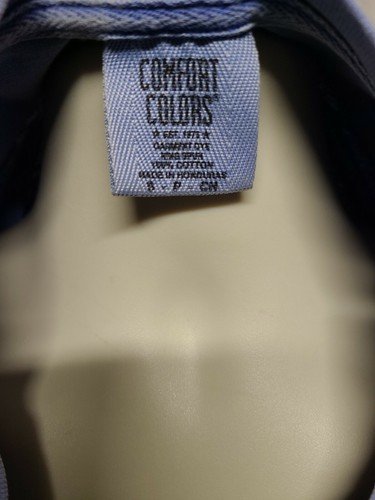 COMFORT
COLORS®
★ EST. 1975 ★
GARMENT DYE
RING SPUN
100% COTTON
MADE IN HONDURAS
S - P - CH